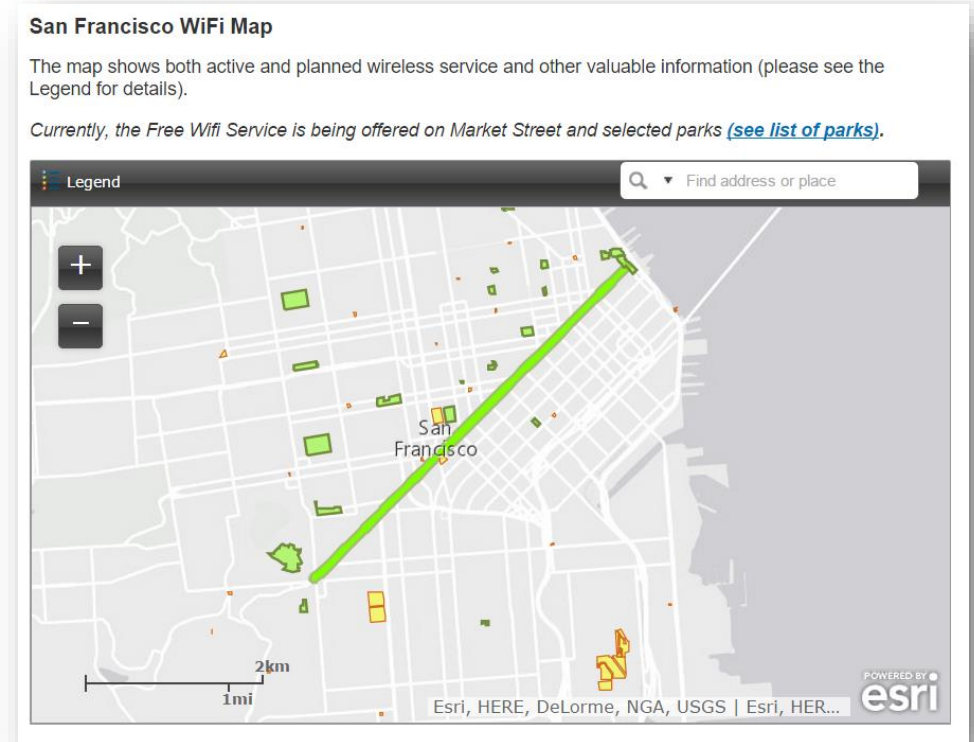 San Francisco WiFi Map
The map shows both active and planned wireless service and other valuable information (please see the
Legend for details).
Currently, the Free Wifi Service is being offered on Market Street and selected parks (see list of parks).
Legend
Find address or place
+
−
San
Francisco
2km
1mi
Esri, HERE, DeLorme, NGA, USGS | Esri, HER...
POWERED BY
esri